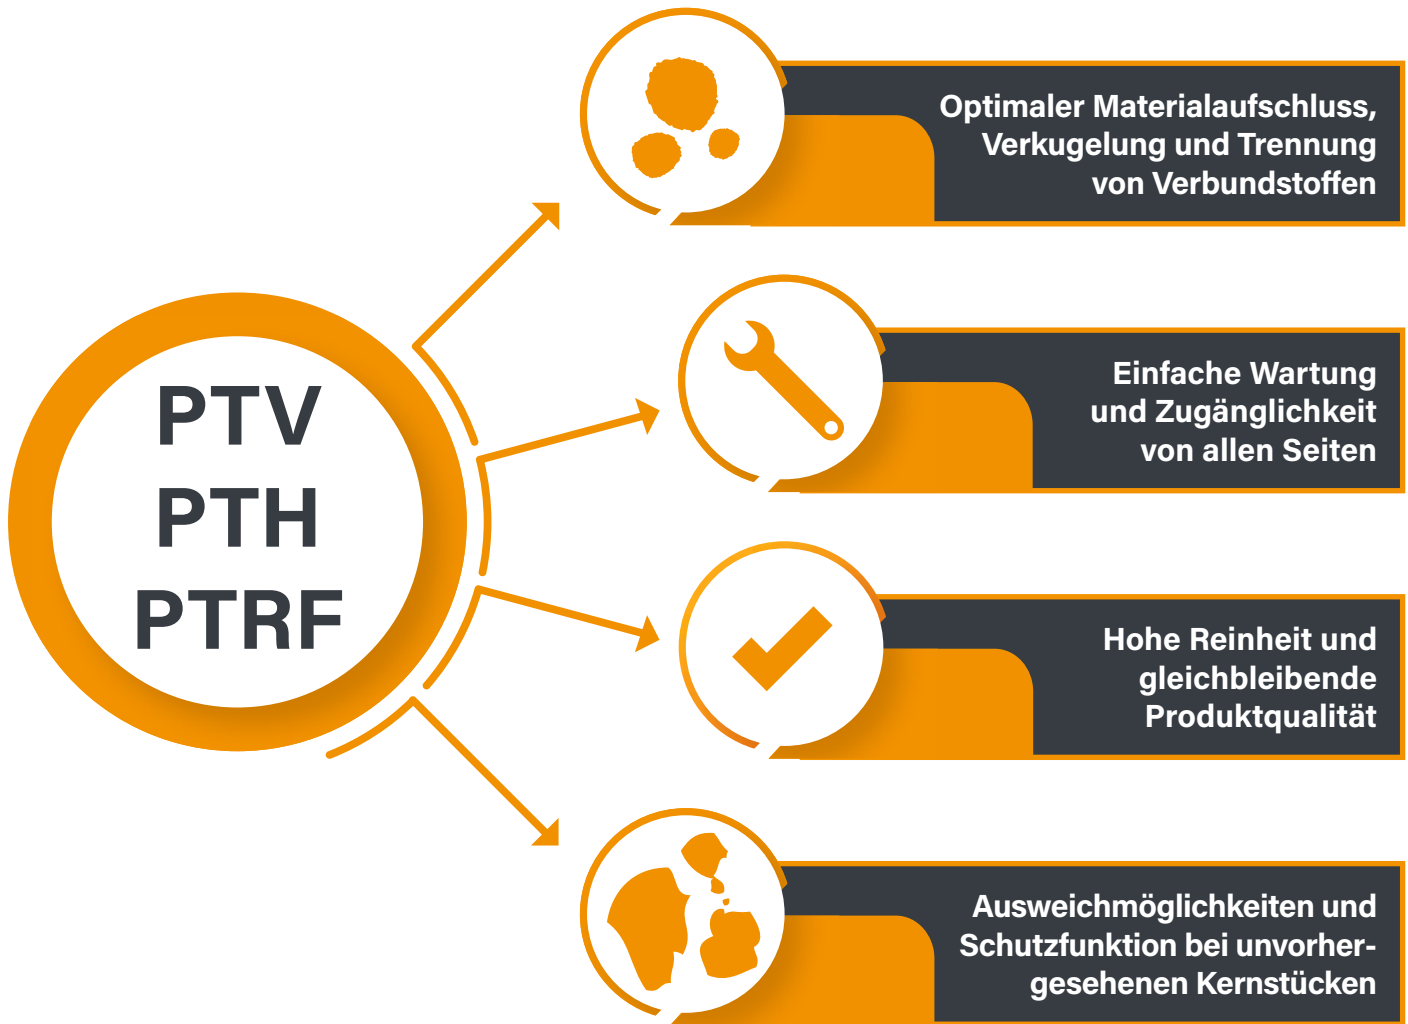 PTV
PTH
PTRF
Optimaler Materialaufschluss,
Verkugelung und Trennung
von Verbundstoffen
Einfache Wartung
und Zugänglichkeit
von allen Seiten
Hohe Reinheit und
gleichbleibende
Produktqualität
Ausweichmöglichkeiten und
Schutzfunktion bei unvorher-
gesehenen Kernstücken